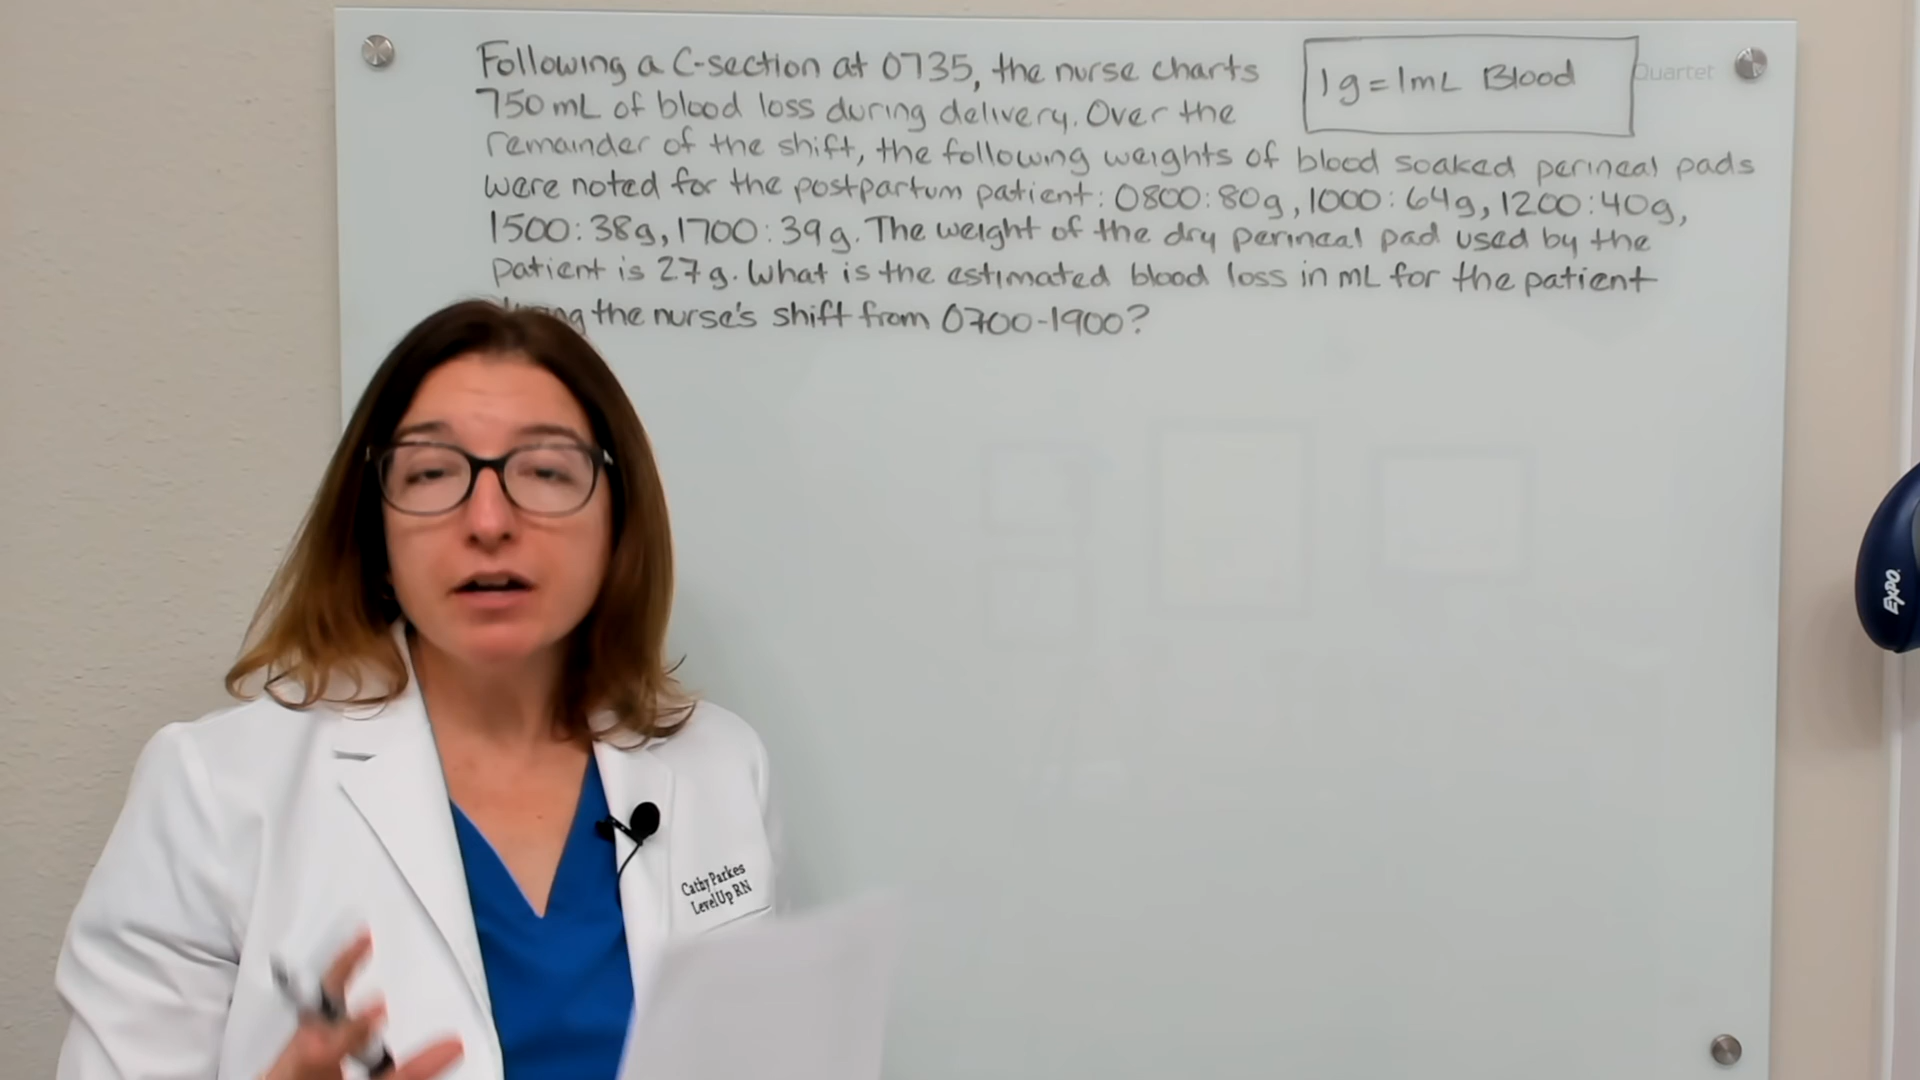 Following a C-section at 0735, the nurse charts
750 mL of blood loss during delivery. Over the
remainder of the shift, the following weights of blood soaked perineal pads
were noted for the postpartum patient: 0800: 80g, 1000: 64g, 1200: 40g,
1500: 38g, 1700: 39g. The weight of the dry perineal pad used by the
patient is 27g. What is the estimated blood loss in mL for the patient
the nurse's shift from 0700-1900?
1g = 1mL Blood
Quartet
EXPO
Cathy Parkes
Level Up RN